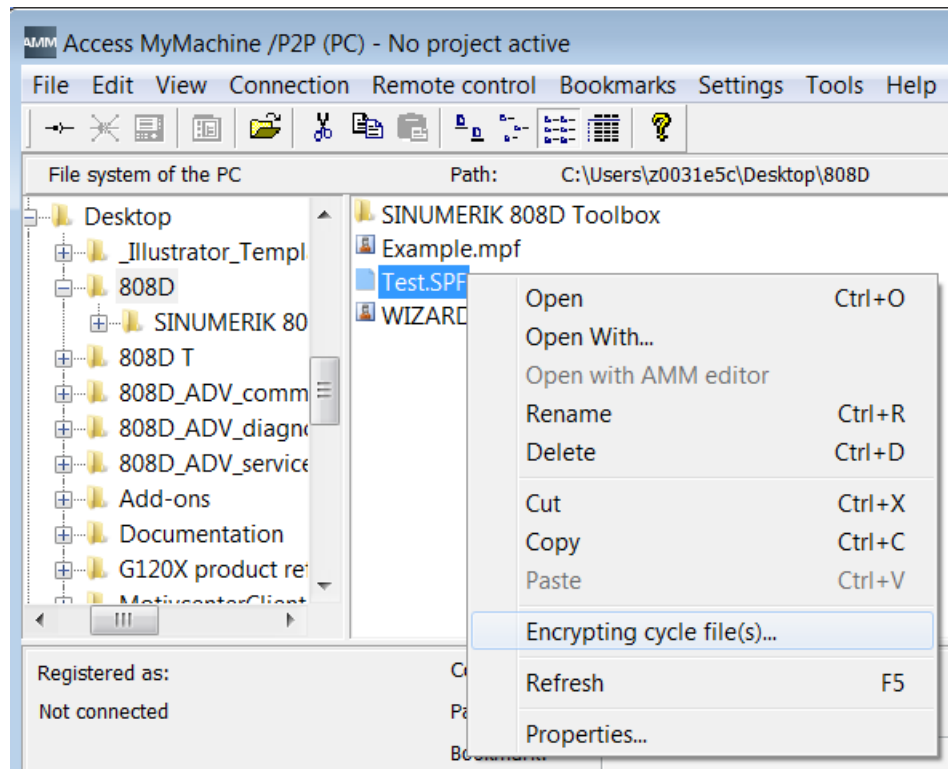 AMM Access MyMachine /P2P (PC) - No project active
File Edit View Connection Remote control Bookmarks Settings Tools Help
File system of the PC Path: C:\Users\z0031e5c\Desktop\808D
Desktop
_Illustrator_Templ
808D
SINUMERIK 80
808D T
808D_ADV_comm
808D_ADV_diagno
808D_ADV_service
Add-ons
Documentation
G120X product ref
MotivcenterClient
SINUMERIK 808D Toolbox
Example.mpf
Test.SPF
WIZARD
Open Ctrl+O
Open With...
Open with AMM editor
Rename Ctrl+R
Delete Ctrl+D
Cut Ctrl+X
Copy Ctrl+C
Paste Ctrl+V
Encrypting cycle file(s)...
Refresh F5
Properties...
Registered as:
Not connected